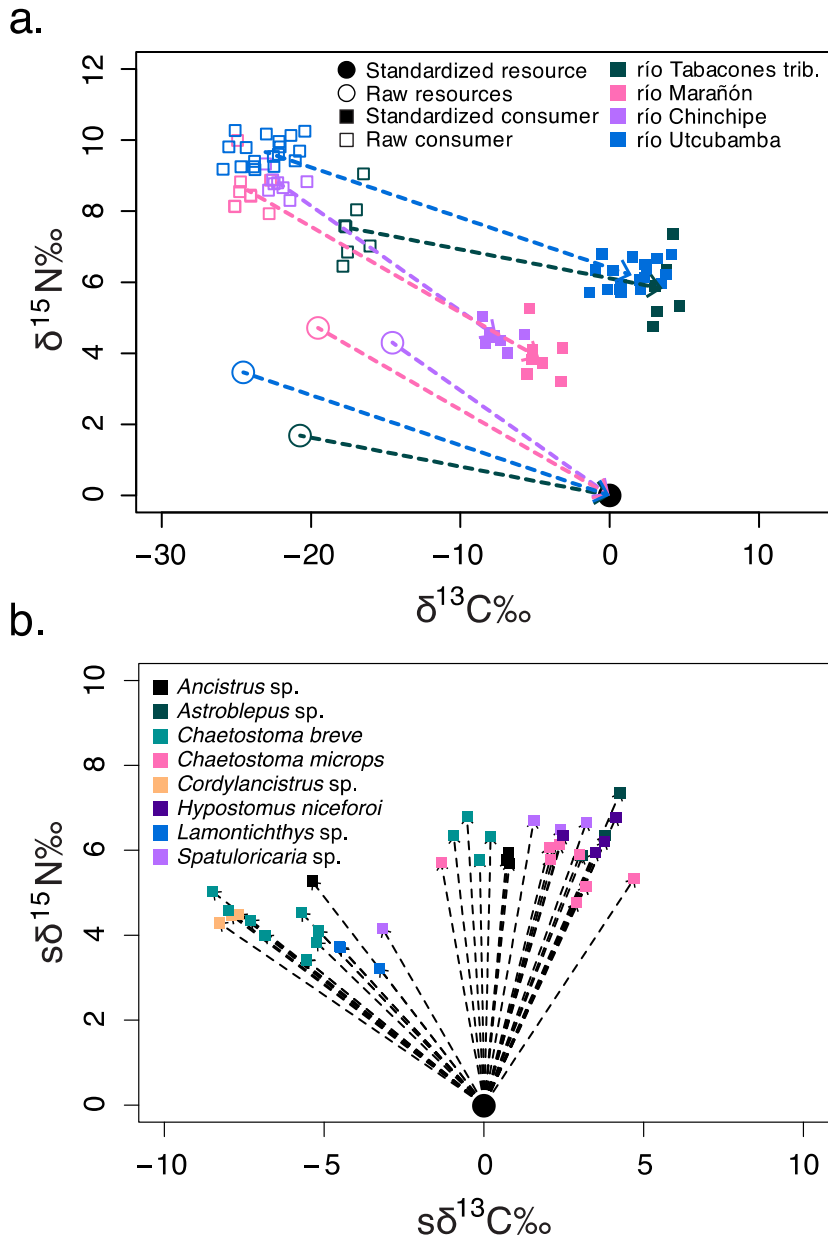 a.
Standardized resource
Raw resources
Standardized consumer
Raw consumer
río Tabacones trib.
río Marañón
río Chinchipe
río Utcubamba
12
10
8
6
4
2
0
δ15N‰
-30
-20
-10
0
10
δ13C‰
b.
Ancistrus sp.
Astroblepus sp.
Chaetostoma breve
Chaetostoma microps
Cordylancistrus sp.
Hypostomus niceforoi
Lamontichthys sp.
Spatuloricaria sp.
10
8
6
4
2
0
sδ15N‰
-10
-5
0
5
10
sδ13C‰